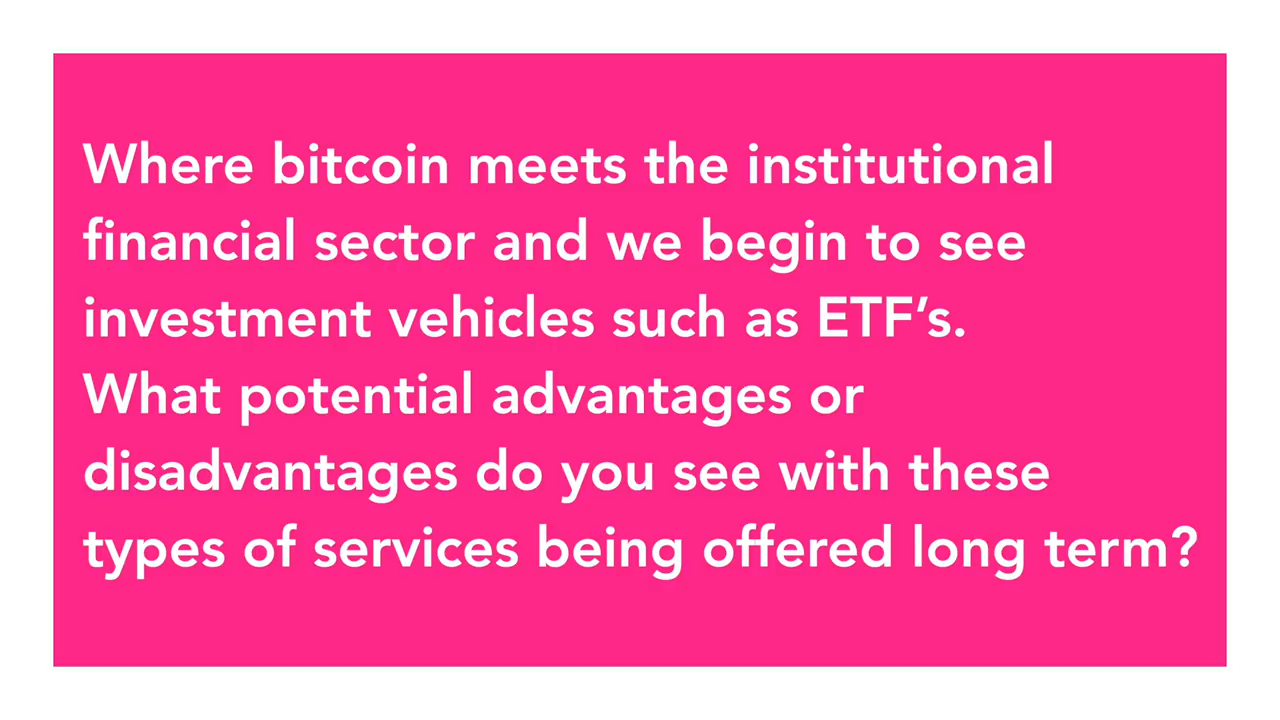 Where bitcoin meets the institutional
financial sector and we begin to see
investment vehicles such as ETF’s.
What potential advantages or
disadvantages do you see with these
types of services being offered long term?